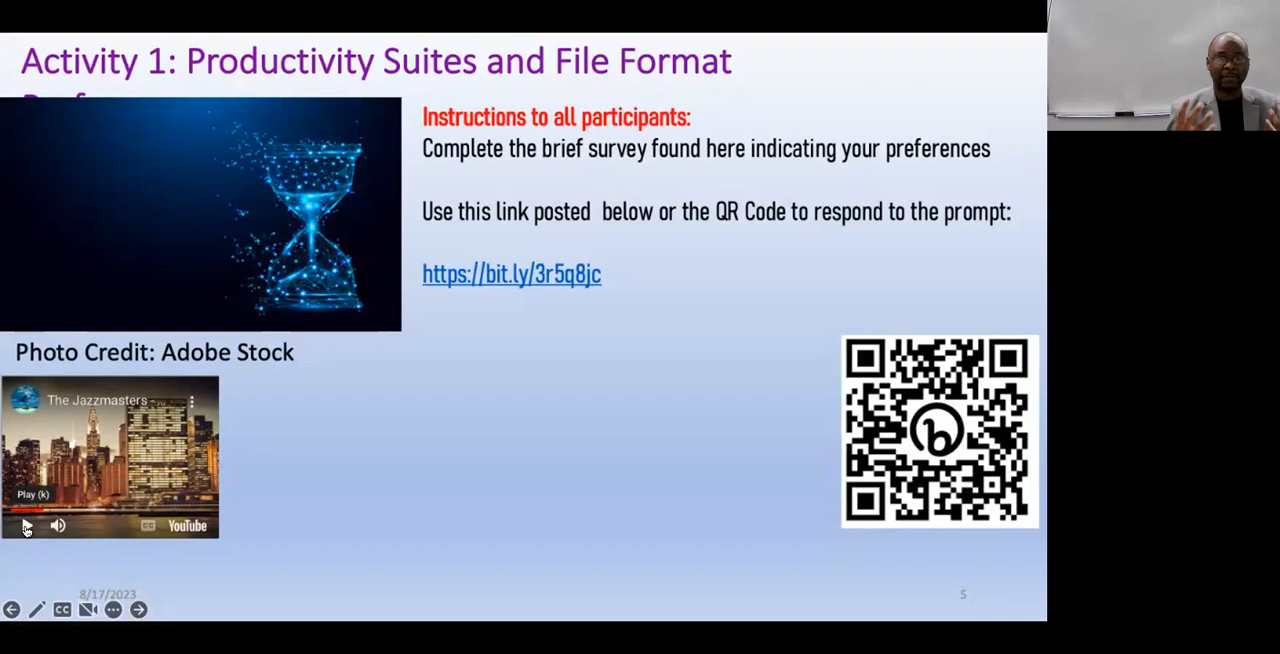 Activity 1: Productivity Suites and File Format
Instructions to all participants:
Complete the brief survey found here indicating your preferences
Use this link posted below or the QR Code to respond to the prompt:
https://bit.ly/3r5q8jc
Photo Credit: Adobe Stock
The Jazzmasters - ...
Play (k)
CC
YouTube
8/17/2023
5
CC
b